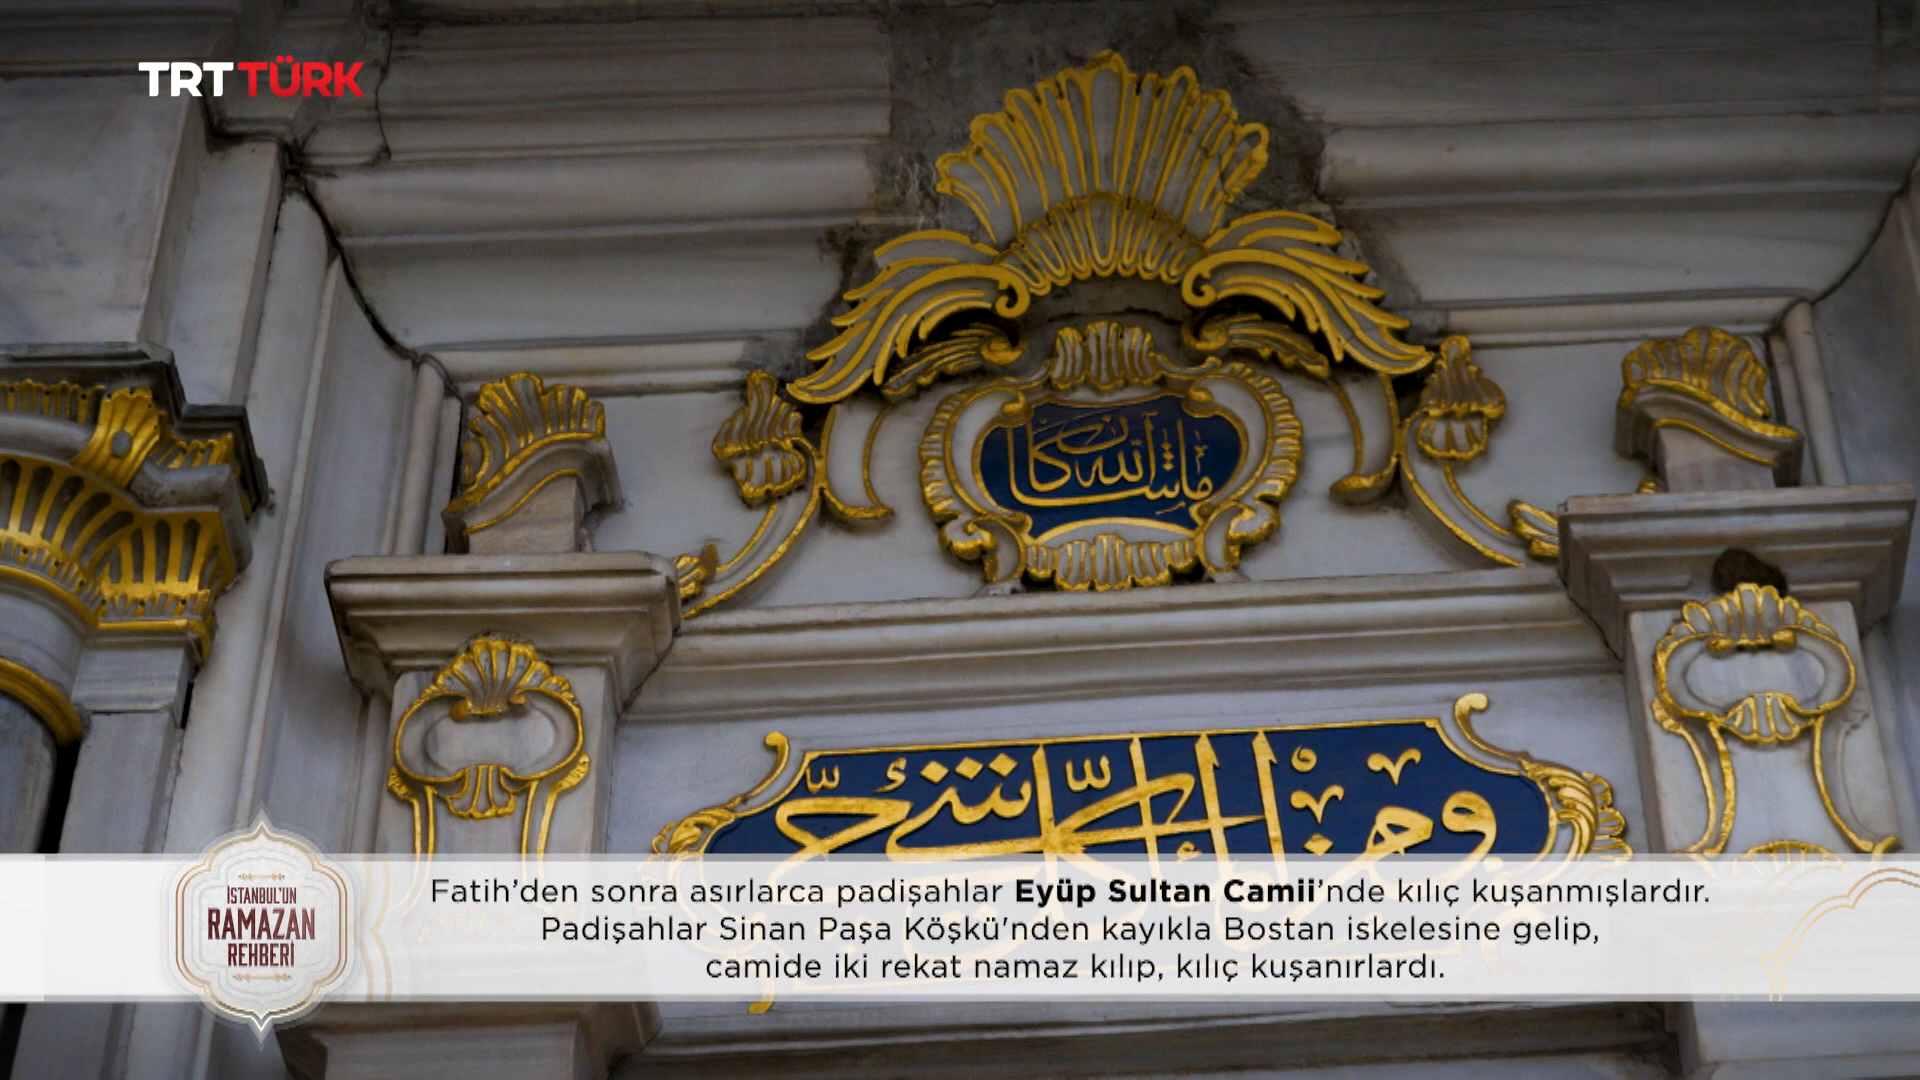 TRT TÜRK
ما شاء الله كان
İSTANBUL'UN
RAMAZAN
REHBERİ
Fatih’den sonra asırlarca padişahlar Eyüp Sultan Camii’nde kılıç kuşanmışlardır.
Padişahlar Sinan Paşa Köşkü'nden kayıkla Bostan iskelesine gelip,
camide iki rekat namaz kılıp, kılıç kuşanırlardı.